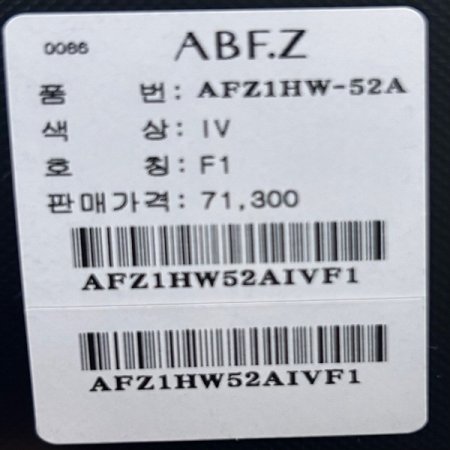 0086 ABF.Z
품 번: AFZ1HW-52A
색 상: IV
호 칭: F1
판매가격: 71,300
AFZ1HW52AIVF1
AFZ1HW52AIVF1